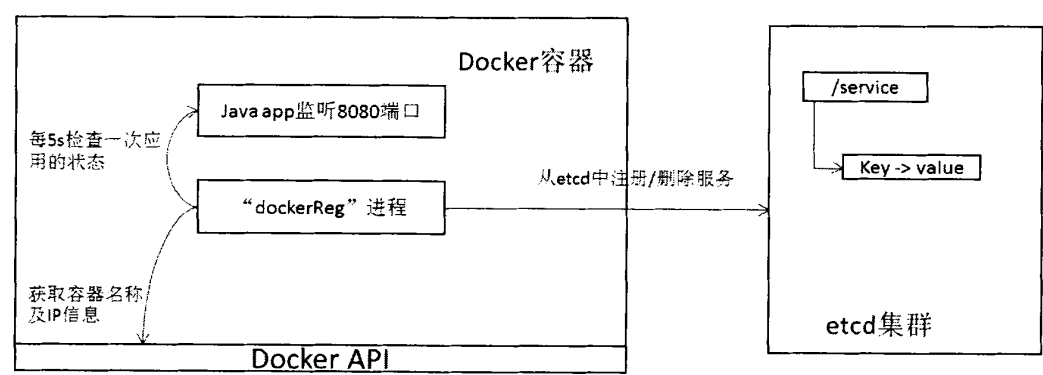 Docker容器
Java app监听8080端口
每5s检查一次应
用的状态
“dockerReg”进程
获取容器名称
及IP信息
Docker API
从etcd中注册/删除服务
/service
Key -> value
etcd集群